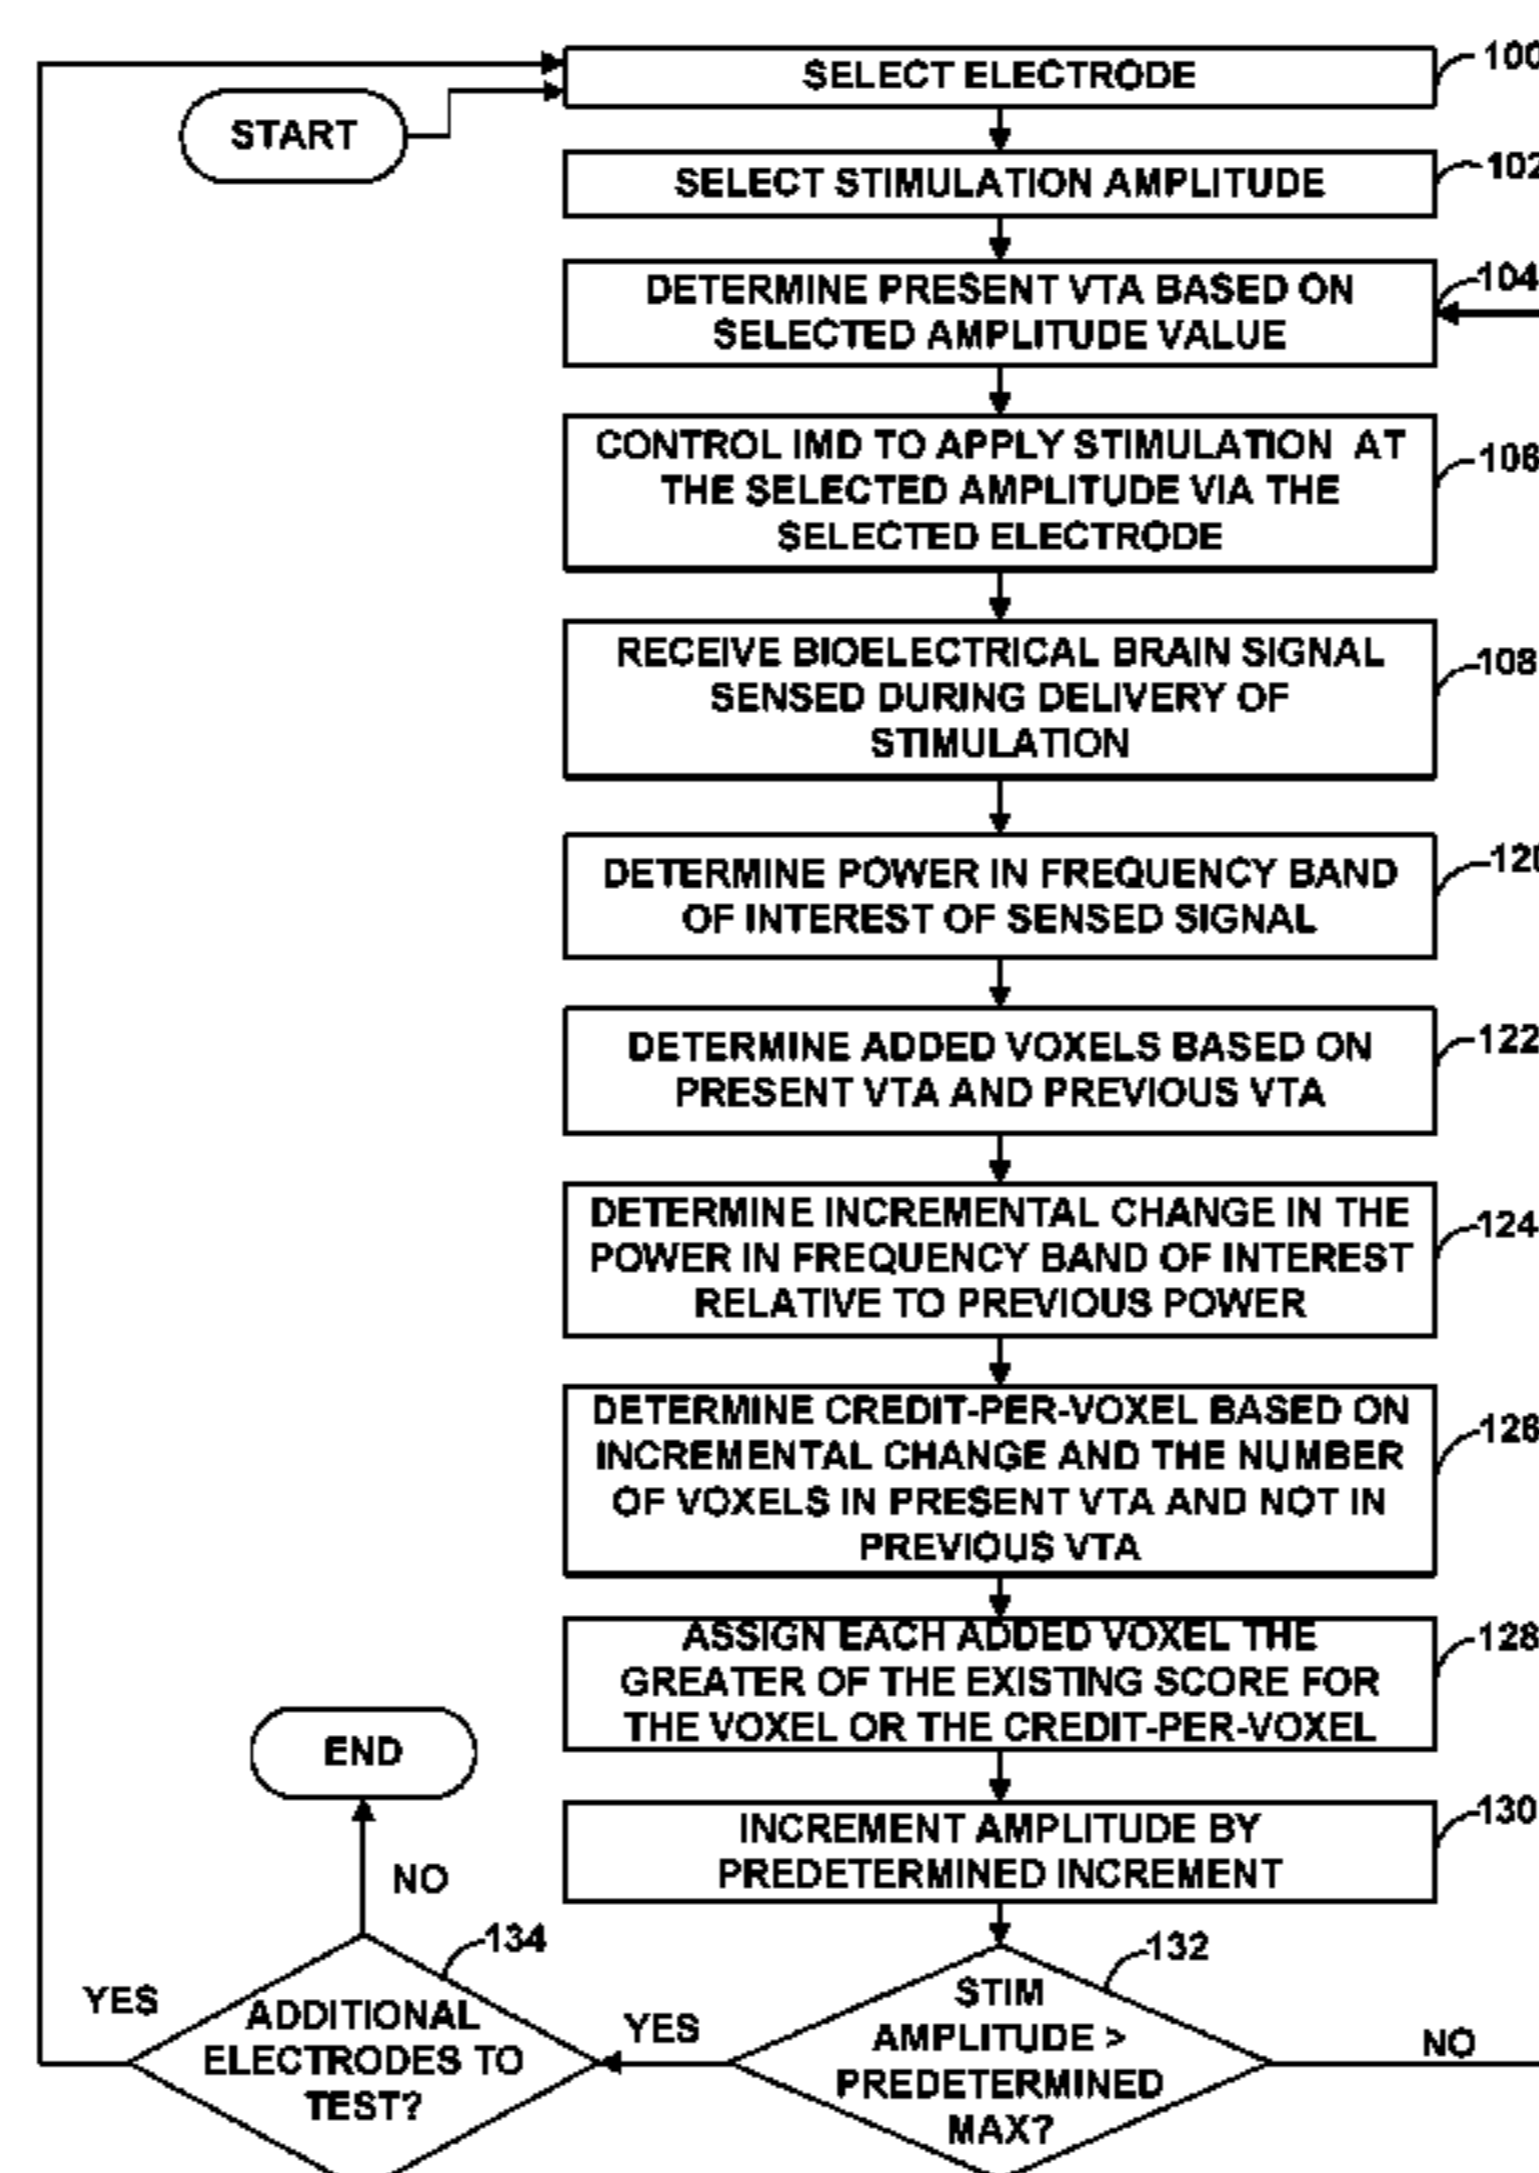 START
SELECT ELECTRODE
100
SELECT STIMULATION AMPLITUDE
102
DETERMINE PRESENT VTA BASED ON
SELECTED AMPLITUDE VALUE
104
CONTROL IMD TO APPLY STIMULATION AT
THE SELECTED AMPLITUDE VIA THE
SELECTED ELECTRODE
106
RECEIVE BIOELECTRICAL BRAIN SIGNAL
SENSED DURING DELIVERY OF
STIMULATION
108
DETERMINE POWER IN FREQUENCY BAND
OF INTEREST OF SENSED SIGNAL
120
DETERMINE ADDED VOXELS BASED ON
PRESENT VTA AND PREVIOUS VTA
122
DETERMINE INCREMENTAL CHANGE IN THE
POWER IN FREQUENCY BAND OF INTEREST
RELATIVE TO PREVIOUS POWER
124
DETERMINE CREDIT-PER-VOXEL BASED ON
INCREMENTAL CHANGE AND THE NUMBER
OF VOXELS IN PRESENT VTA AND NOT IN
PREVIOUS VTA
126
ASSIGN EACH ADDED VOXEL THE
GREATER OF THE EXISTING SCORE FOR
THE VOXEL OR THE CREDIT-PER-VOXEL
128
INCREMENT AMPLITUDE BY
PREDETERMINED INCREMENT
130
STIM
AMPLITUDE >
PREDETERMINED
MAX?
132
NO
YES
ADDITIONAL
ELECTRODES TO
TEST?
134
YES
NO
END